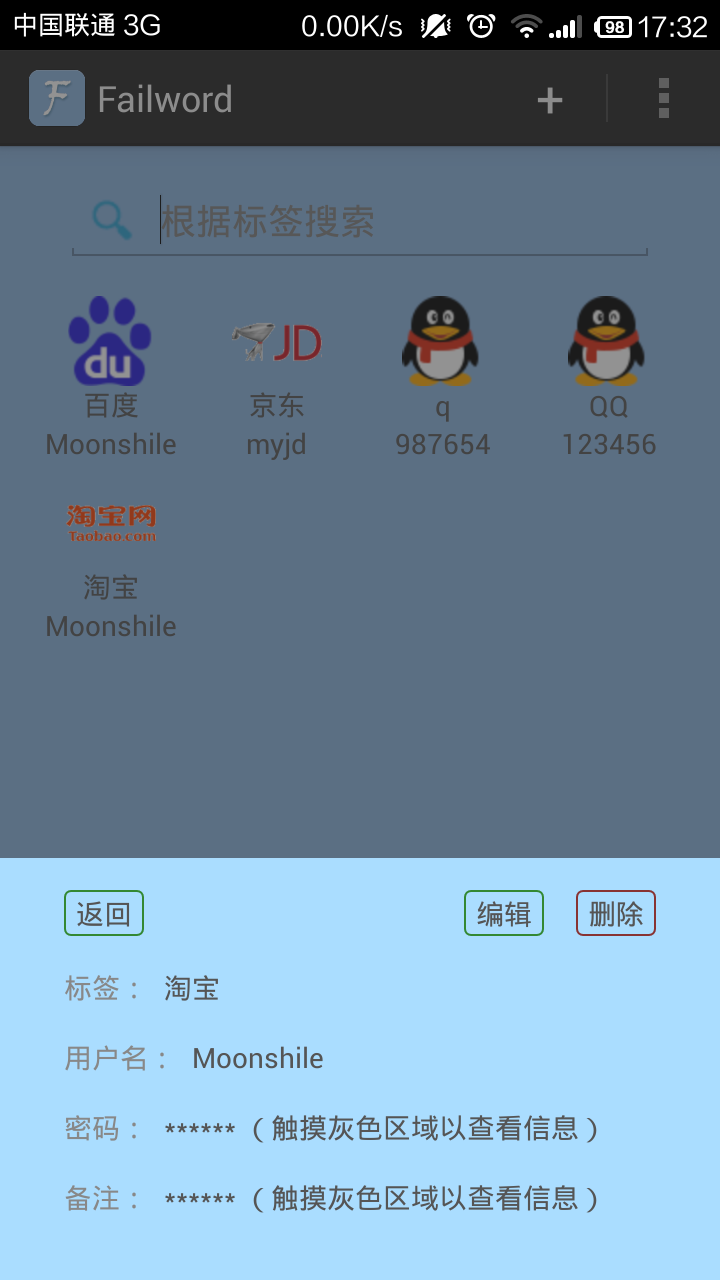 中国联通 3G 0.00K/s 98 17:32
F Failword +
根据标签搜索
du JD
百度 京东 q QQ
Moonshile myjd 987654 123456
淘宝网
Taobao.com
淘宝
Moonshile
返回 编辑 删除
标签： 淘宝
用户名： Moonshile
密码： ******（触摸灰色区域以查看信息）
备注： ******（触摸灰色区域以查看信息）